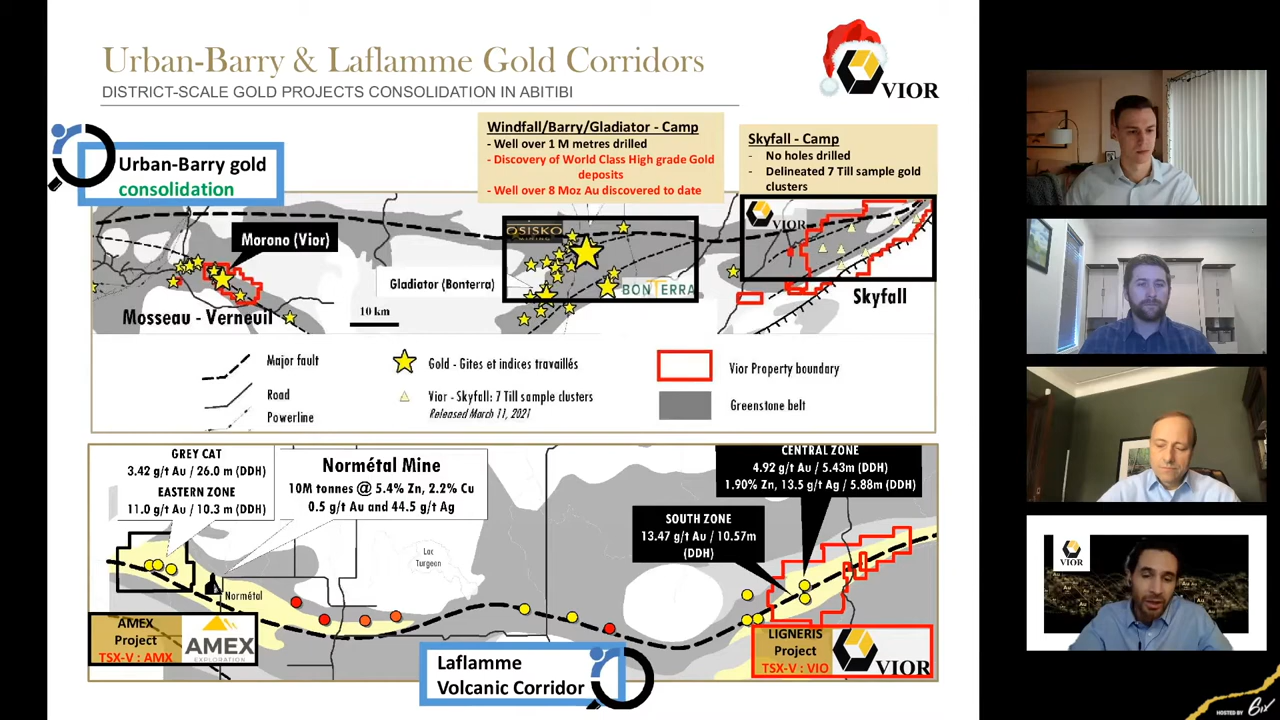 Urban-Barry & Laflamme Gold Corridors
DISTRICT-SCALE GOLD PROJECTS CONSOLIDATION IN ABITIBI
VIOR
Urban-Barry gold
consolidation
Windfall/Barry/Gladiator - Camp
- Well over 1 M metres drilled
- Discovery of World Class High grade Gold
deposits
- Well over 8 Moz Au discovered to date
Skyfall - Camp
- No holes drilled
- Delineated 7 Till sample gold
clusters
Morono (Vior)
OSISKO
MINING
VIOR
Gladiator (Bonterra)
BONTERRA
Mosseau - Verneuil
10 km
Skyfall
Major fault
Road
Powerline
Gold - Gites et indices travaillés
Vior - Skyfall: 7 Till sample clusters
Released March 11, 2021
Vior Property boundary
Greenstone belt
GREY CAT
3.42 g/t Au / 26.0 m (DDH)
EASTERN ZONE
11.0 g/t Au / 10.3 m (DDH)
Normétal Mine
10M tonnes @ 5.4% Zn, 2.2% Cu
0.5 g/t Au and 44.5 g/t Ag
CENTRAL ZONE
4.92 g/t Au / 5.43m (DDH)
1.90% Zn, 13.5 g/t Ag / 5.88m (DDH)
SOUTH ZONE
13.47 g/t Au / 10.57m
(DDH)
Lac
Turgeon
Normétal
AMEX
Project
TSX-V : AMX
AMEX
EXPLORATION
Laflamme
Volcanic Corridor
LIGNERIS
Project
TSX-V : VIO
VIOR
VIOR
HOSTED BY 6ix